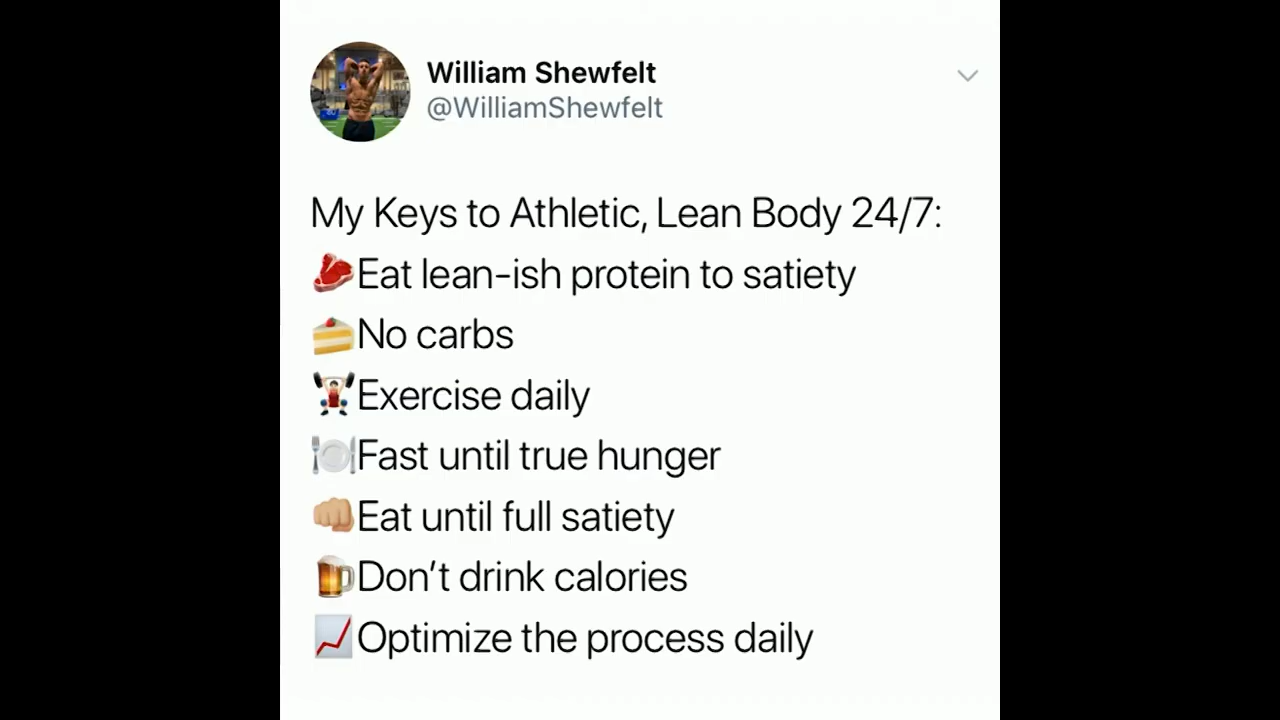 William Shewfelt
@WilliamShewfelt
My Keys to Athletic, Lean Body 24/7:
🥩Eat lean-ish protein to satiety
🍰No carbs
🏋🏻Exercise daily
🍽Fast until true hunger
👊🏼Eat until full satiety
🍺Don’t drink calories
📈Optimize the process daily